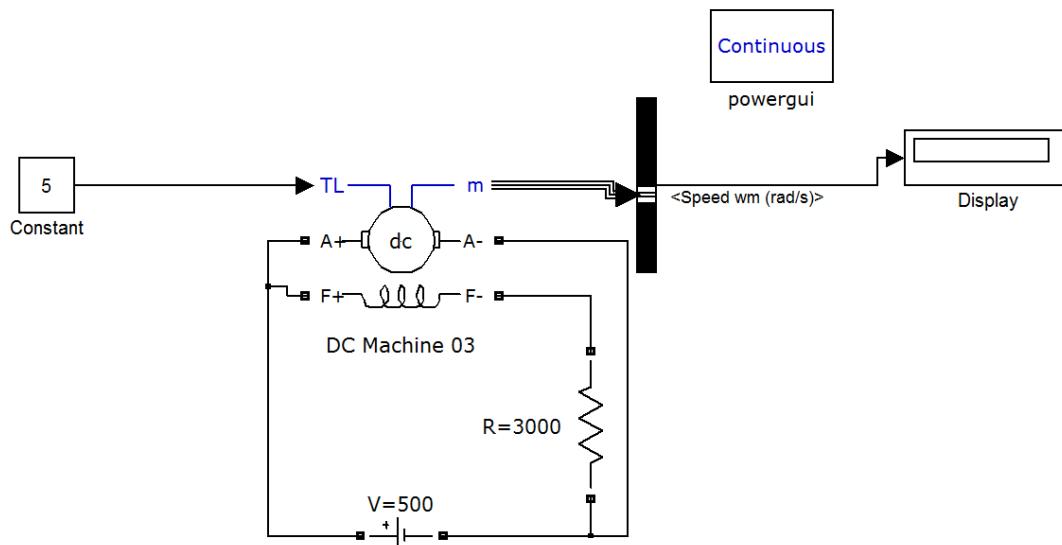 Continuous
powergui
5
Constant
TL
m
<Speed wm (rad/s)>
Display
A+
dc
A-
F+
F-
DC Machine 03
R=3000
V=500
+